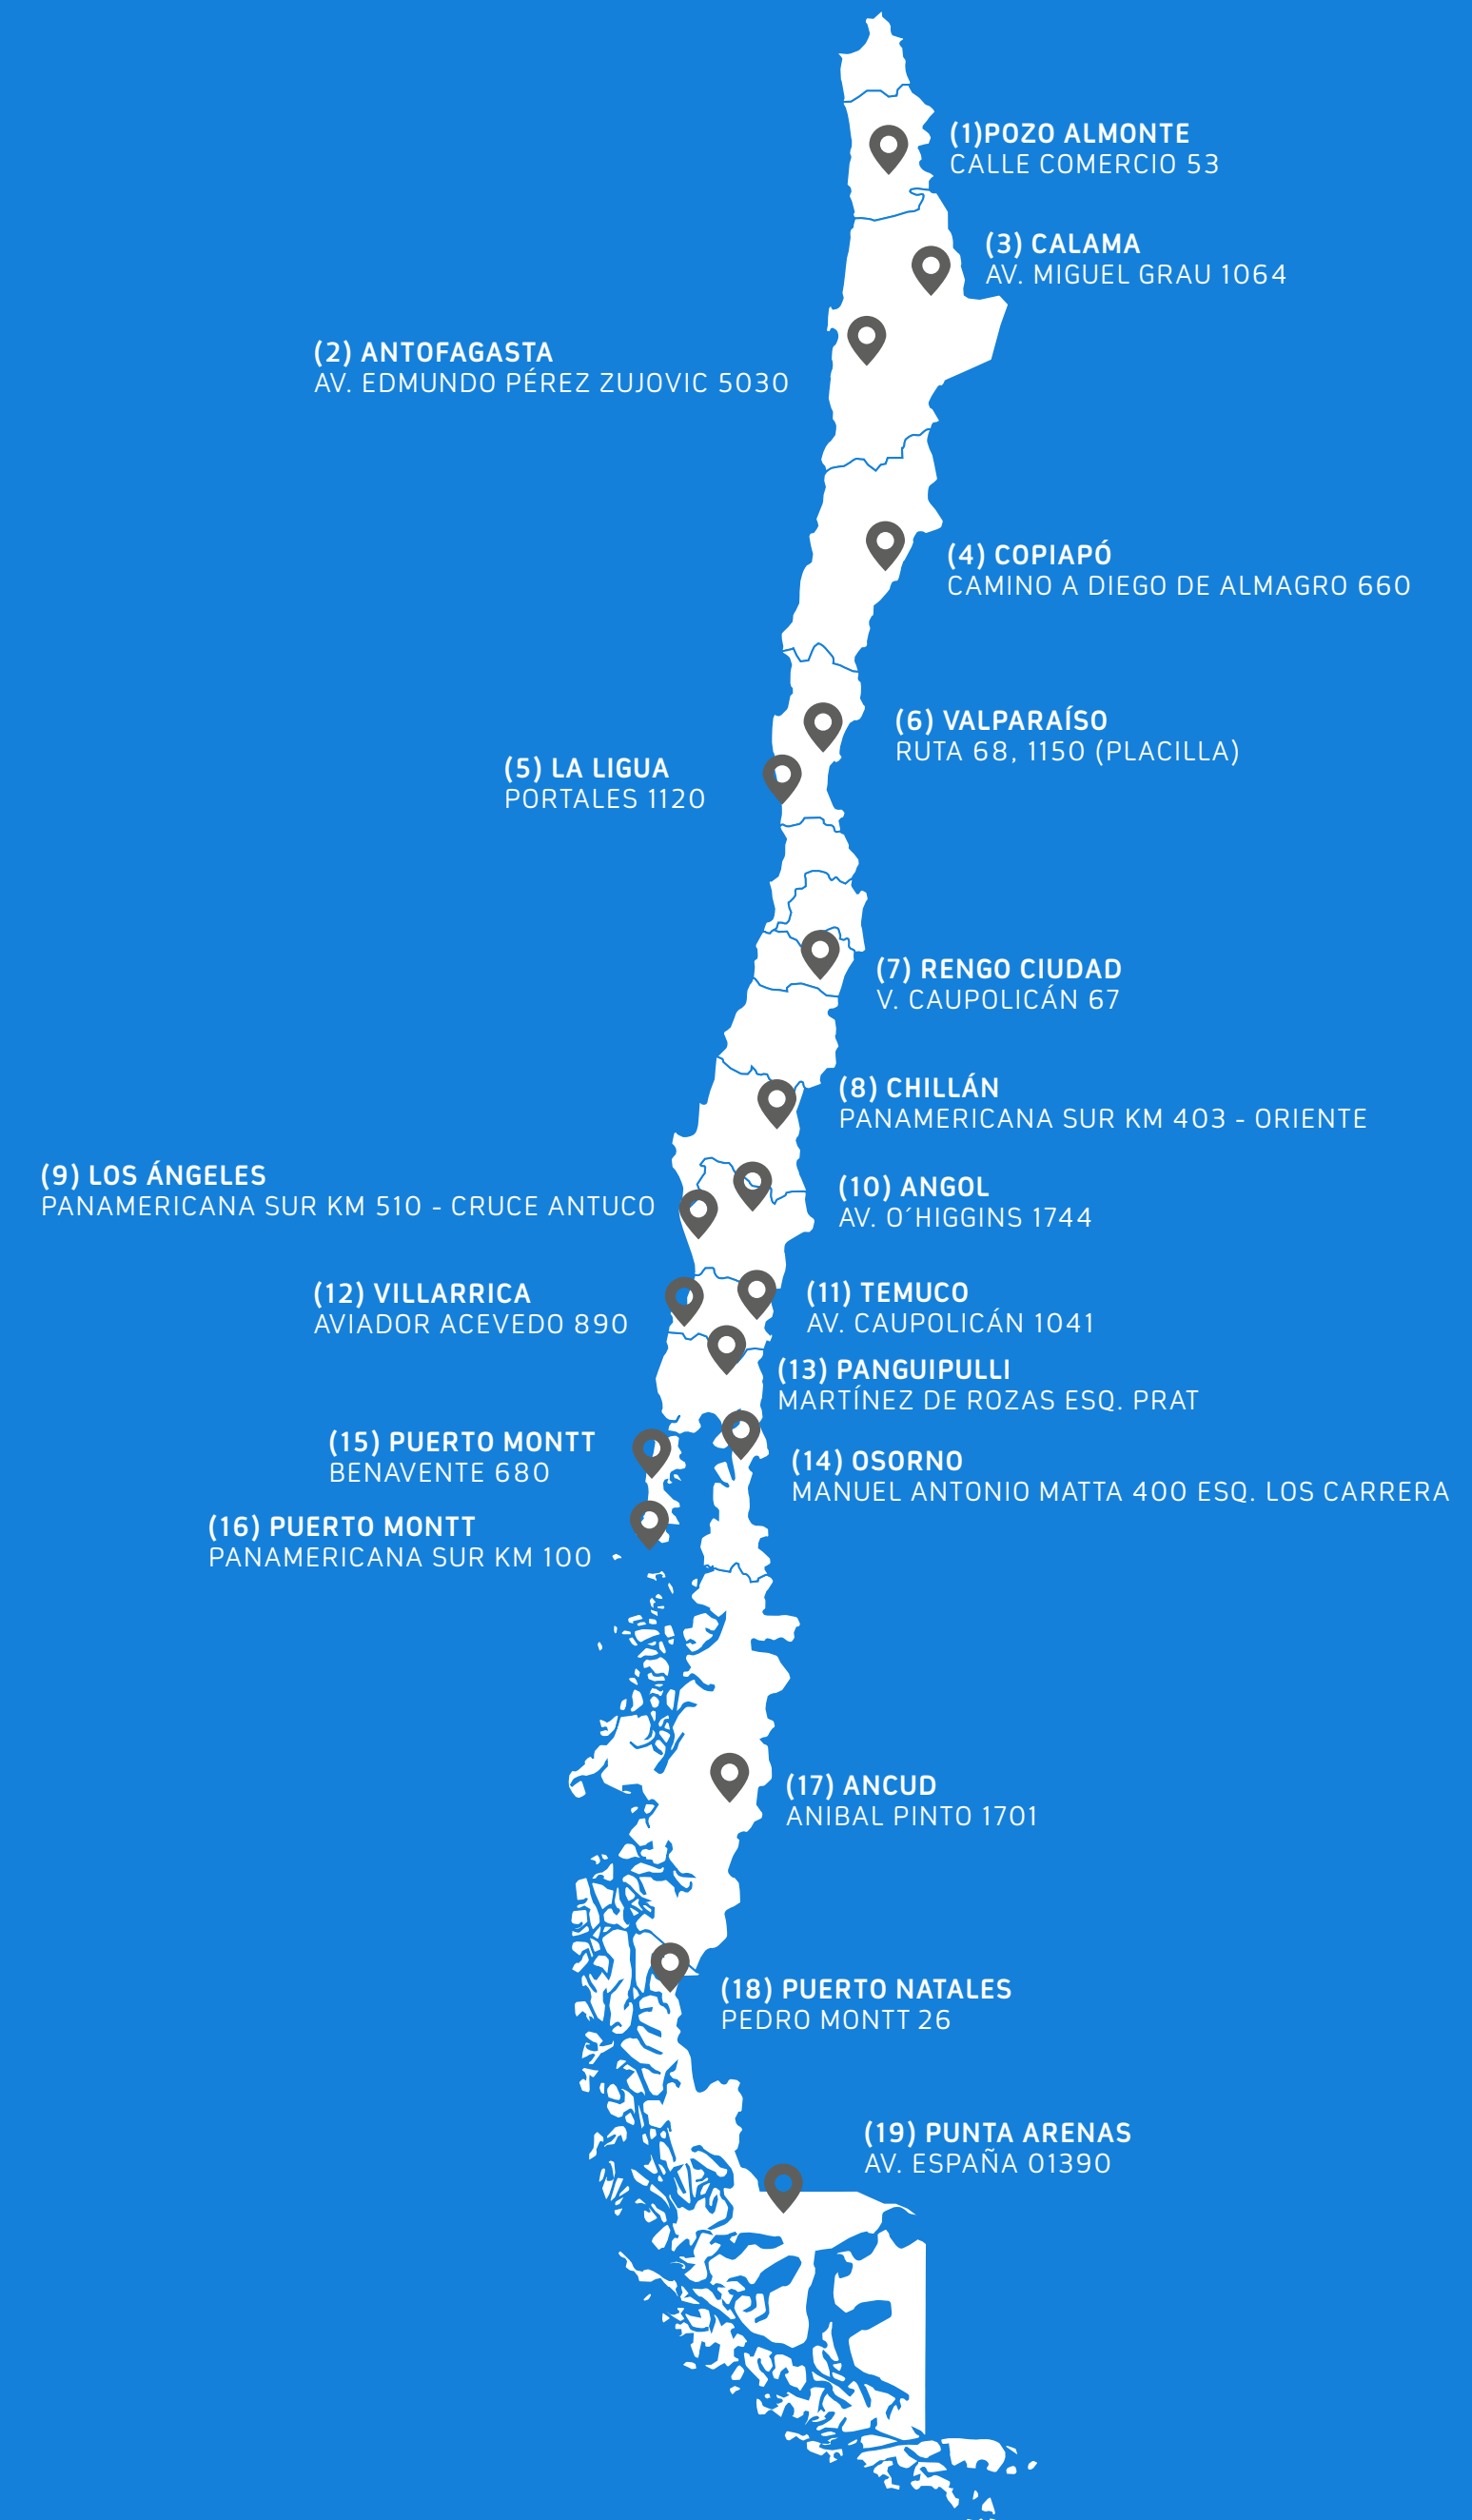 (1)POZO ALMONTE
CALLE COMERCIO 53
(3) CALAMA
AV. MIGUEL GRAU 1064
(2) ANTOFAGASTA
AV. EDMUNDO PÉREZ ZUJOVIC 5030
(4) COPIAPÓ
CAMINO A DIEGO DE ALMAGRO 660
(6) VALPARAÍSO
RUTA 68, 1150 (PLACILLA)
(5) LA LIGUA
PORTALES 1120
(7) RENGO CIUDAD
V. CAUPOLICÁN 67
(8) CHILLÁN
PANAMERICANA SUR KM 403 - ORIENTE
(9) LOS ÁNGELES
PANAMERICANA SUR KM 510 - CRUCE ANTUCO
(10) ANGOL
AV. O´HIGGINS 1744
(12) VILLARRICA
AVIADOR ACEVEDO 890
(11) TEMUCO
AV. CAUPOLICÁN 1041
(13) PANGUIPULLI
MARTÍNEZ DE ROZAS ESQ. PRAT
(15) PUERTO MONTT
BENAVENTE 680
(14) OSORNO
MANUEL ANTONIO MATTA 400 ESQ. LOS CARRERA
(16) PUERTO MONTT
PANAMERICANA SUR KM 100
(17) ANCUD
ANIBAL PINTO 1701
(18) PUERTO NATALES
PEDRO MONTT 26
(19) PUNTA ARENAS
AV. ESPAÑA 01390